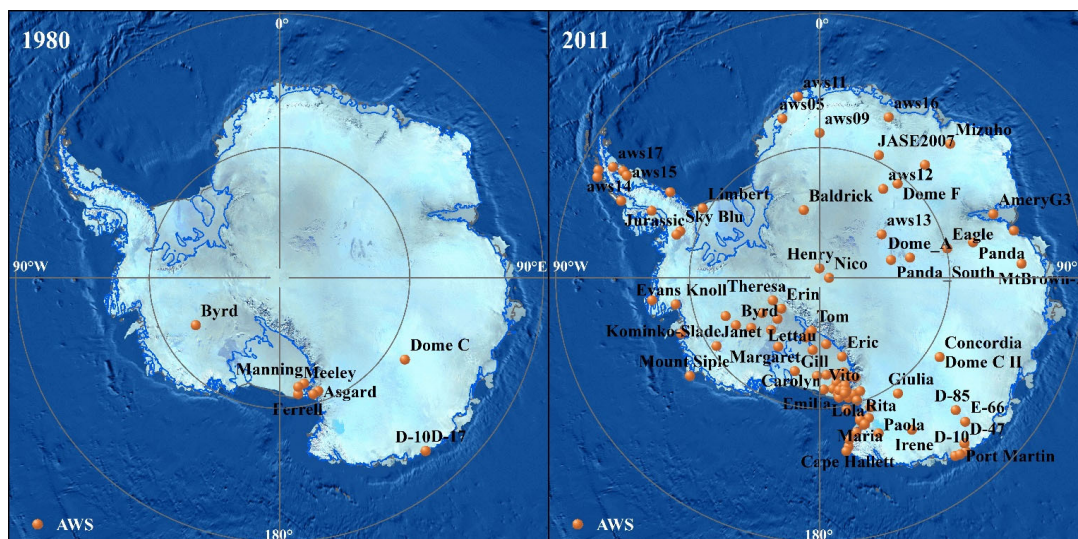 1980
0°
90°W
90°E
Byrd
Dome C
Manning
Meeley
Asgard
Ferrell
D-10
D-17
AWS
180°
2011
0°
aws11
aws05
aws16
aws09
Mizuho
JASE2007
aws17
aws15
aws12
aws14
Limbert
Baldrick
Dome F
Jurassic
Sky Blu
AmeryG3
aws13
Eagle
Dome_A
Panda
90°W
Henry
Nico
Panda_South
90°E
MtBrown-
Evans Knoll
Theresa
Erin
Byrd
Tom
Kominko-Slade
Janet
Lettau
Eric
Concordia
Mount Siple
Margaret
Gill
Dome C II
Carolyn
Vito
Giulia
Emilia
Lola
Rita
D-85
E-66
Maria
Paola
Irene
D-10
D-47
Cape Hallett
Port Martin
AWS
180°